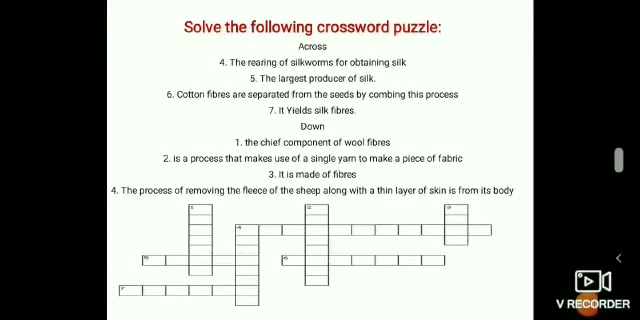 Solve the following crossword puzzle:
Across
4. The rearing of silkworms for obtaining silk
5. The largest producer of silk.
6. Cotton fibres are separated from the seeds by combing this process
7. It Yields silk fibres.
Down
1. the chief component of wool fibres
2. is a process that makes use of a single yarn to make a piece of fabric
3. It is made of fibres
4. The process of removing the fleece of the sheep along with a thin layer of skin is from its body
V RECORDER